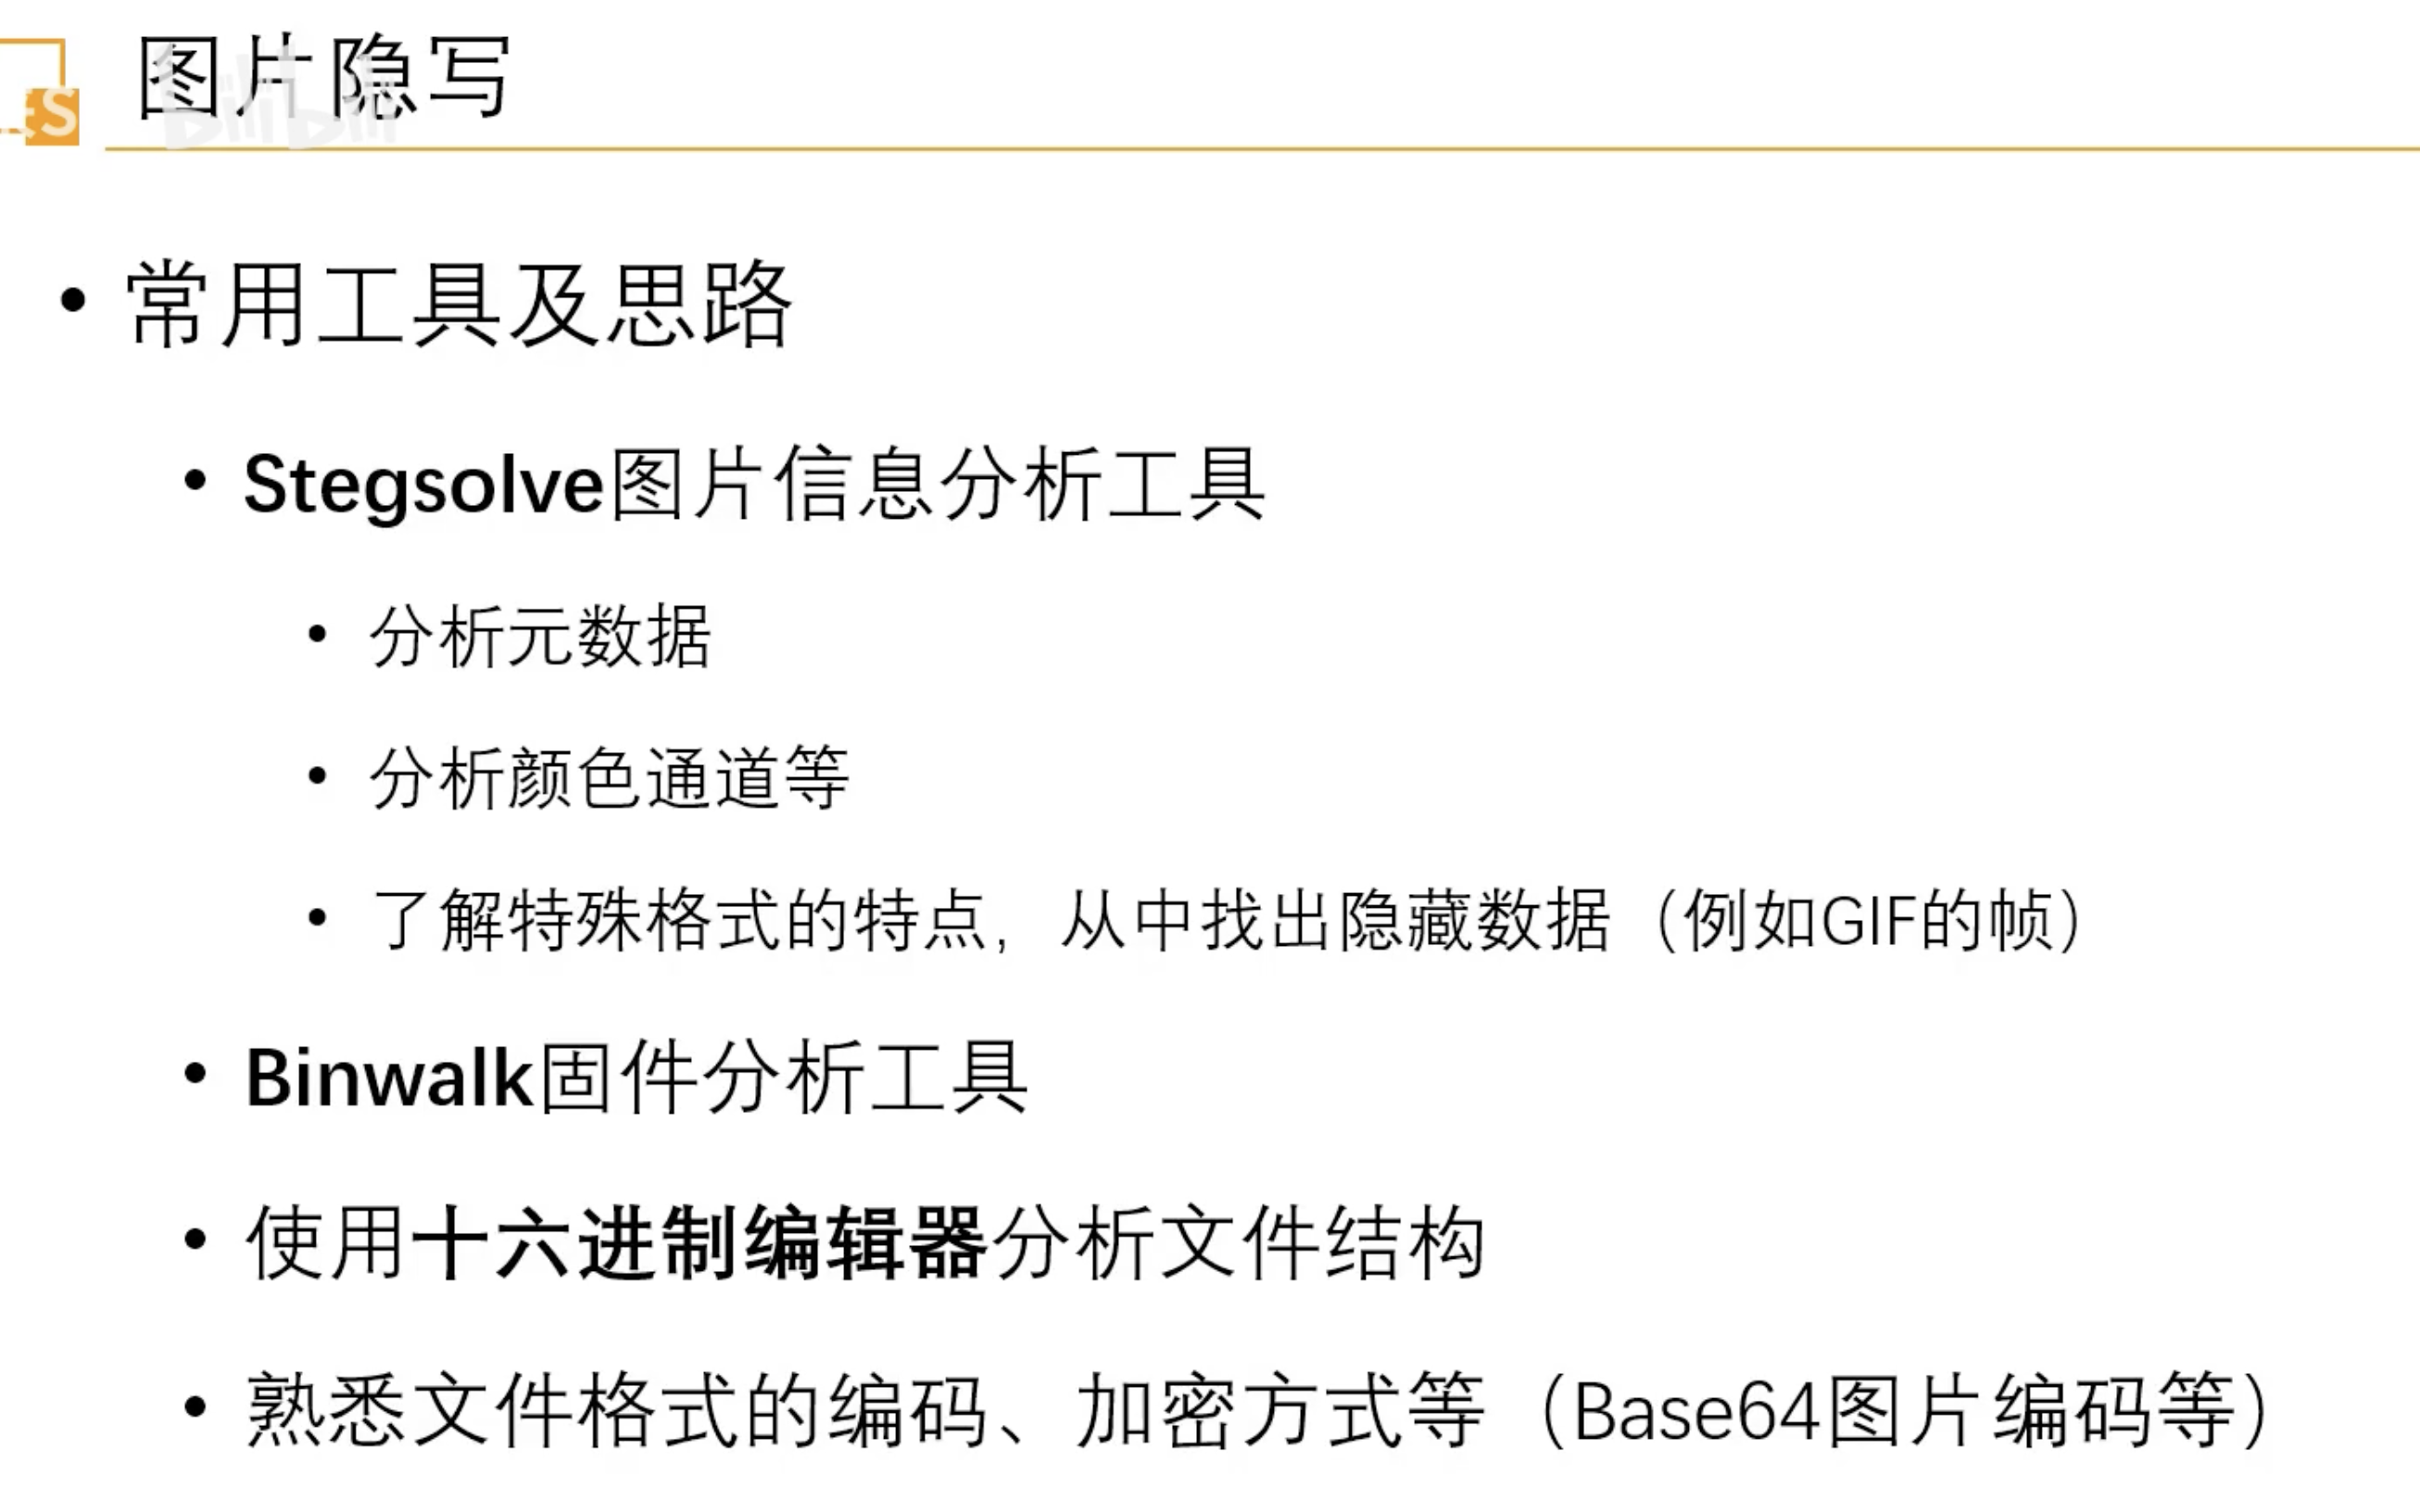 图片隐写
bilibili
ES
• 常用工具及思路
• Stegsolve图片信息分析工具
• 分析元数据
• 分析颜色通道等
• 了解特殊格式的特点，从中找出隐藏数据（例如GIF的帧）
• Binwalk固件分析工具
• 使用十六进制编辑器分析文件结构
• 熟悉文件格式的编码、加密方式等（Base64图片编码等）